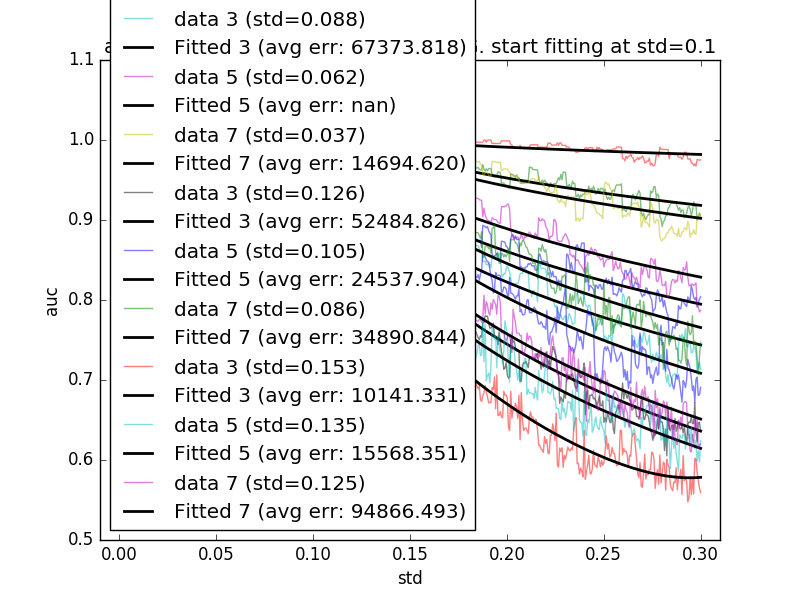 data 3 (std=0.088)
Fitted 3 (avg err: 67373.818)
start fitting at std=0.1
data 5 (std=0.062)
Fitted 5 (avg err: nan)
data 7 (std=0.037)
Fitted 7 (avg err: 14694.620)
data 3 (std=0.126)
Fitted 3 (avg err: 52484.826)
data 5 (std=0.105)
Fitted 5 (avg err: 24537.904)
data 7 (std=0.086)
Fitted 7 (avg err: 34890.844)
data 3 (std=0.153)
Fitted 3 (avg err: 10141.331)
data 5 (std=0.135)
Fitted 5 (avg err: 15568.351)
data 7 (std=0.125)
Fitted 7 (avg err: 94866.493)
1.1
1.0
0.9
0.8
0.7
0.6
0.5
auc
0.00 0.05 0.10 0.15 0.20 0.25 0.30
std